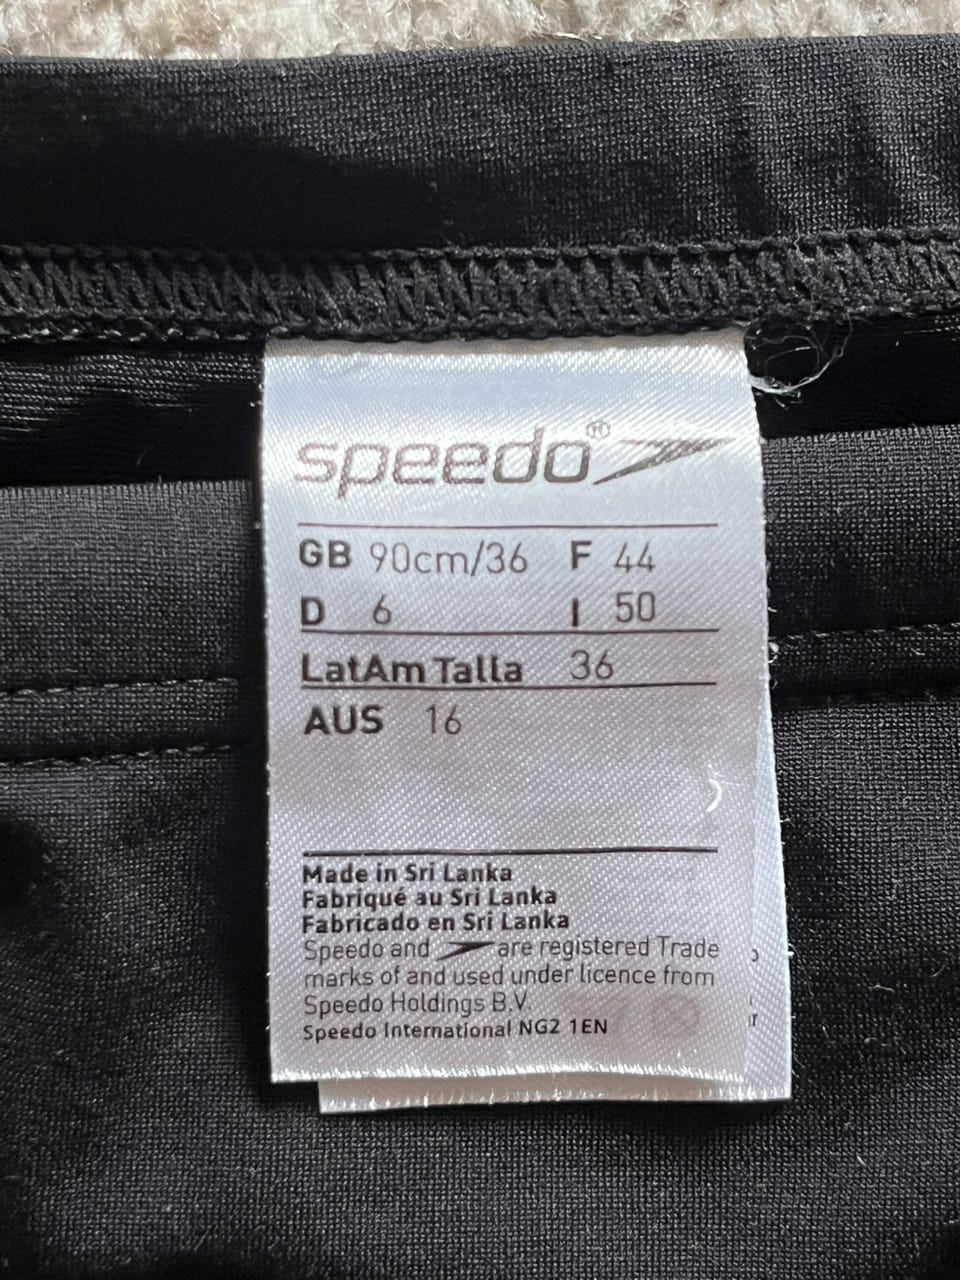 speedo®
GB 90cm/36 F 44
D 6 I 50
LatAm Talla 36
AUS 16
Made in Sri Lanka
Fabriqué au Sri Lanka
Fabricado en Sri Lanka
Speedo and are registered Trade
marks of and used under licence from
Speedo Holdings B.V.
Speedo International NG2 1EN